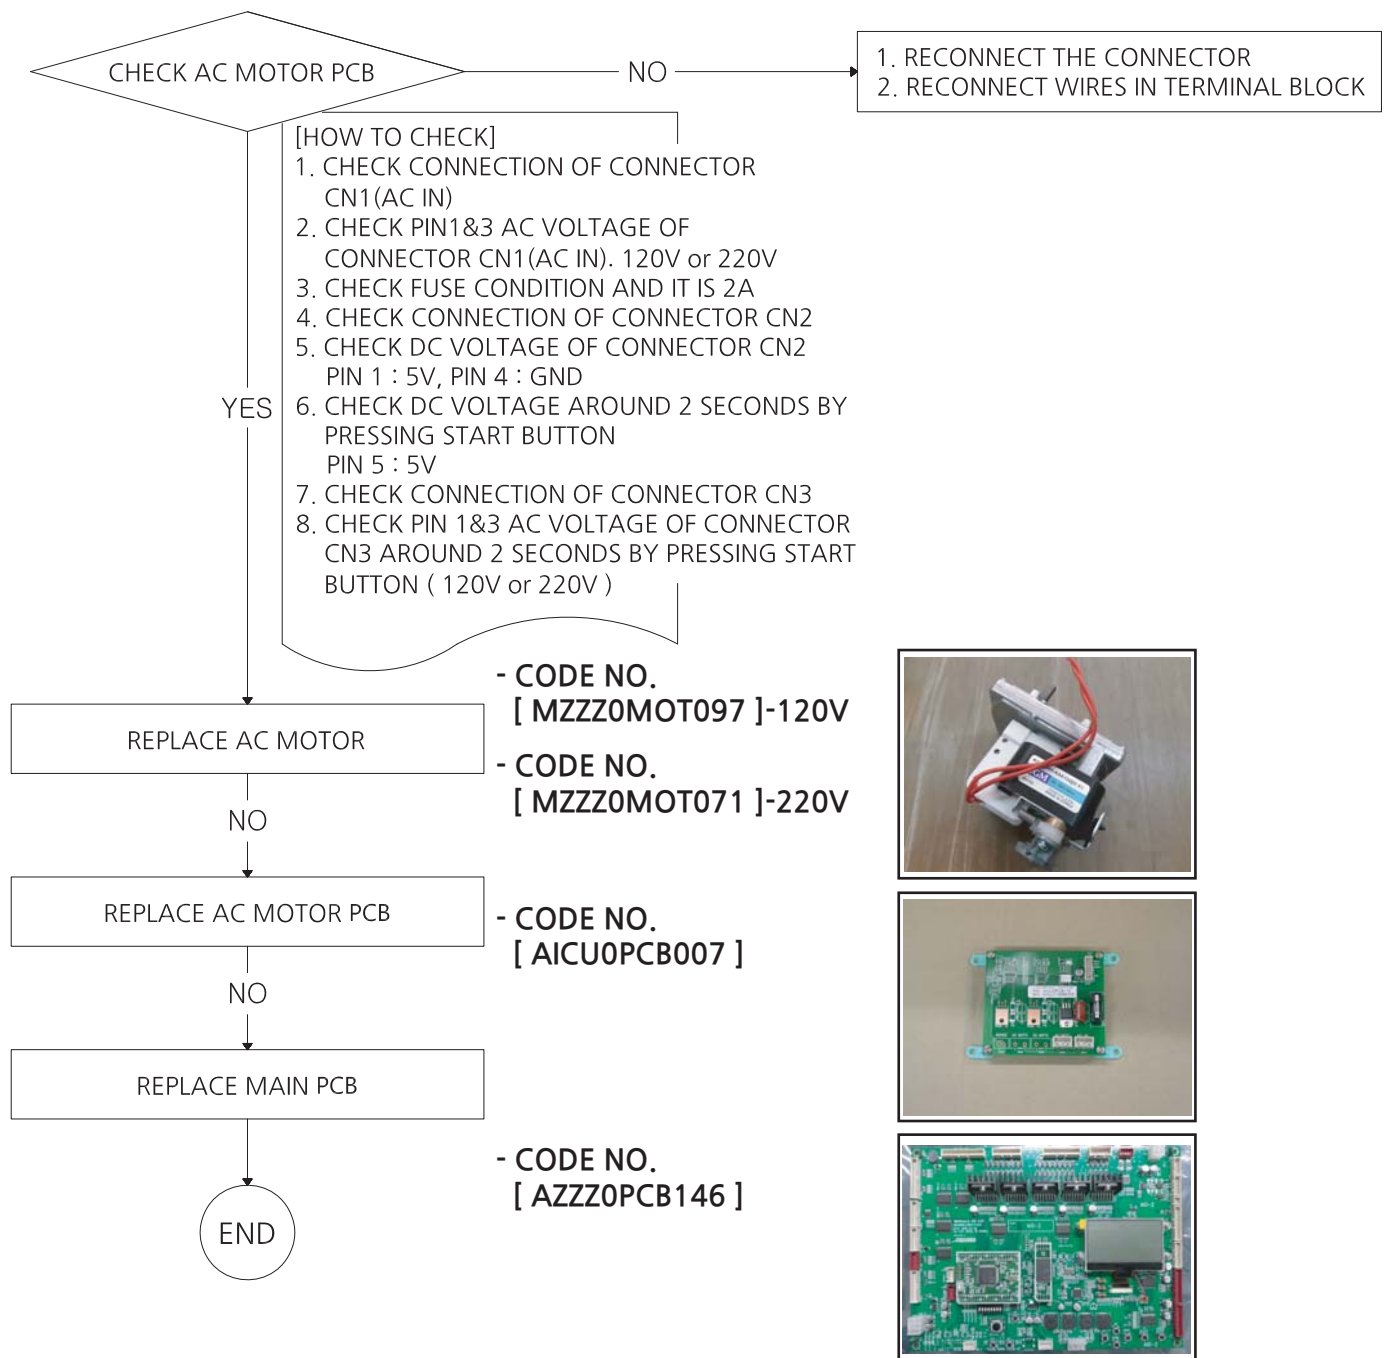 CHECK AC MOTOR PCB
NO
1. RECONNECT THE CONNECTOR
2. RECONNECT WIRES IN TERMINAL BLOCK
[HOW TO CHECK]
1. CHECK CONNECTION OF CONNECTOR
CN1(AC IN)
2. CHECK PIN1&3 AC VOLTAGE OF
CONNECTOR CN1(AC IN). 120V or 220V
3. CHECK FUSE CONDITION AND IT IS 2A
4. CHECK CONNECTION OF CONNECTOR CN2
5. CHECK DC VOLTAGE OF CONNECTOR CN2
PIN 1 : 5V, PIN 4 : GND
6. CHECK DC VOLTAGE AROUND 2 SECONDS BY
PRESSING START BUTTON
PIN 5 : 5V
7. CHECK CONNECTION OF CONNECTOR CN3
8. CHECK PIN 1&3 AC VOLTAGE OF CONNECTOR
CN3 AROUND 2 SECONDS BY PRESSING START
BUTTON ( 120V or 220V )
YES
REPLACE AC MOTOR
- CODE NO.
[ MZZZ0MOT097 ]-120V
- CODE NO.
[ MZZZ0MOT071 ]-220V
NO
REPLACE AC MOTOR PCB
- CODE NO.
[ AICU0PCB007 ]
NO
REPLACE MAIN PCB
- CODE NO.
[ AZZZ0PCB146 ]
END